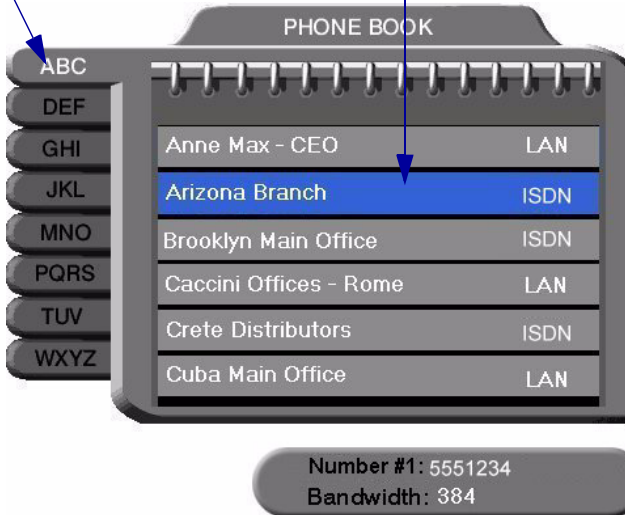 PHONE BOOK
ABC
DEF
GHI
JKL
MNO
PQRS
TUV
WXYZ
Anne Max - CEO LAN
Arizona Branch ISDN
Brooklyn Main Office ISDN
Caccini Offices - Rome LAN
Crete Distributors ISDN
Cuba Main Office LAN
Number #1: 5551234
Bandwidth: 384